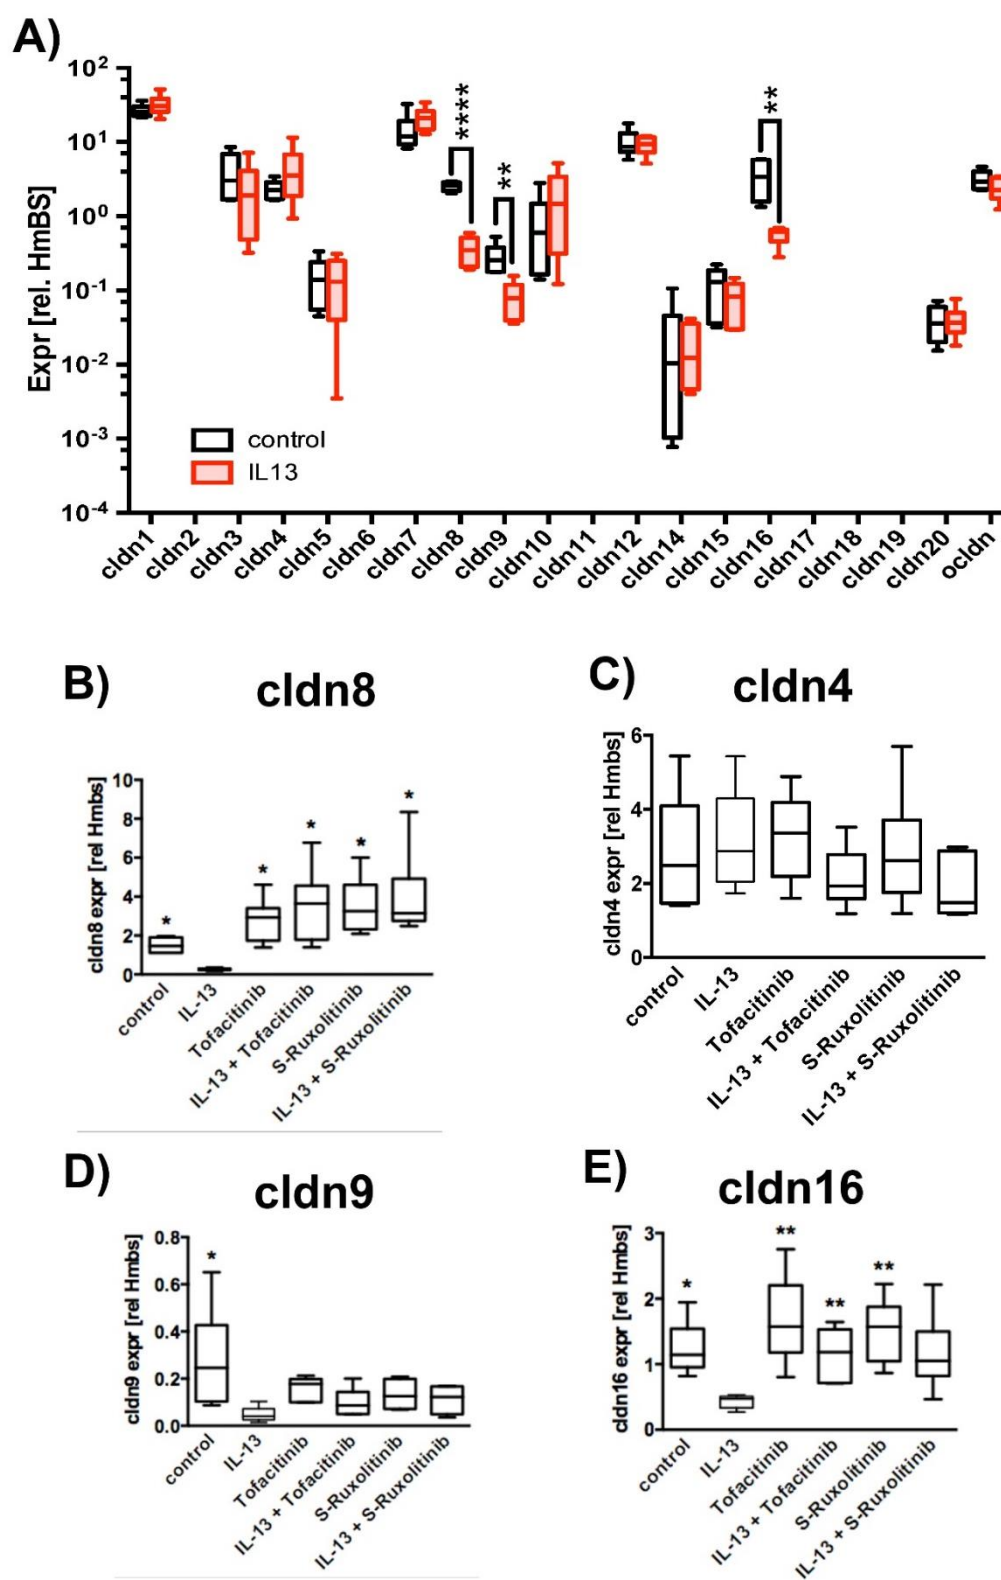 A)
Expr [rel. HmBS]
10²
10¹
10⁰
10⁻¹
10⁻²
10⁻³
10⁻⁴
****
**
**
control
IL13
cldn1
cldn2
cldn3
cldn4
cldn5
cldn6
cldn7
cldn8
cldn9
cldn10
cldn11
cldn12
cldn14
cldn15
cldn16
cldn17
cldn18
cldn19
cldn20
ocldn
B)
cldn8
cldn8 expr [rel Hmbs]
10
8
6
4
2
0
*
*
*
*
*
control
IL-13
Tofacitinib
IL-13 + Tofacitinib
S-Ruxolitinib
IL-13 + S-Ruxolitinib
C)
cldn4
cldn4 expr [rel Hmbs]
6
4
2
0
control
IL-13
Tofacitinib
IL-13 + Tofacitinib
S-Ruxolitinib
IL-13 + S-Ruxolitinib
D)
cldn9
cldn9 expr [rel Hmbs]
0.8
0.6
0.4
0.2
0.0
*
control
IL-13
Tofacitinib
IL-13 + Tofacitinib
S-Ruxolitinib
IL-13 + S-Ruxolitinib
E)
cldn16
cldn16 expr [rel Hmbs]
3
2
1
0
*
**
**
**
control
IL-13
Tofacitinib
IL-13 + Tofacitinib
S-Ruxolitinib
IL-13 + S-Ruxolitinib